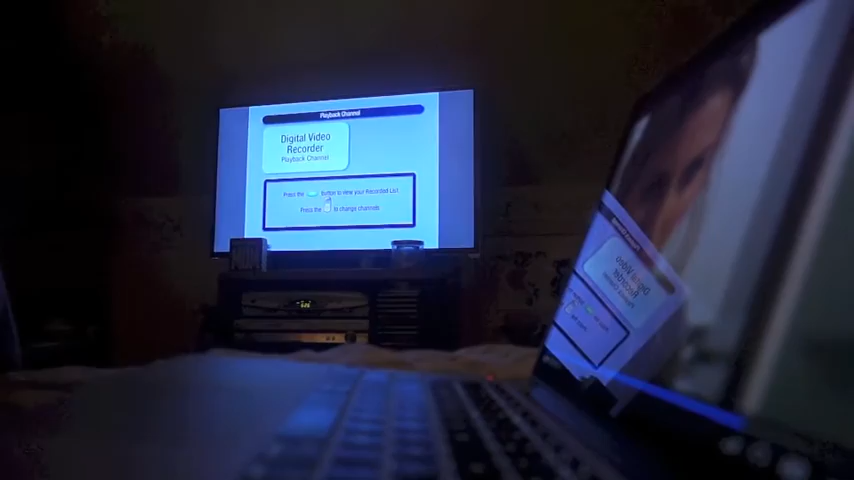 Playback Channel
Digital Video
Recorder
Playback Channel
Press the Button to view your Recorded List
Press the to change channels